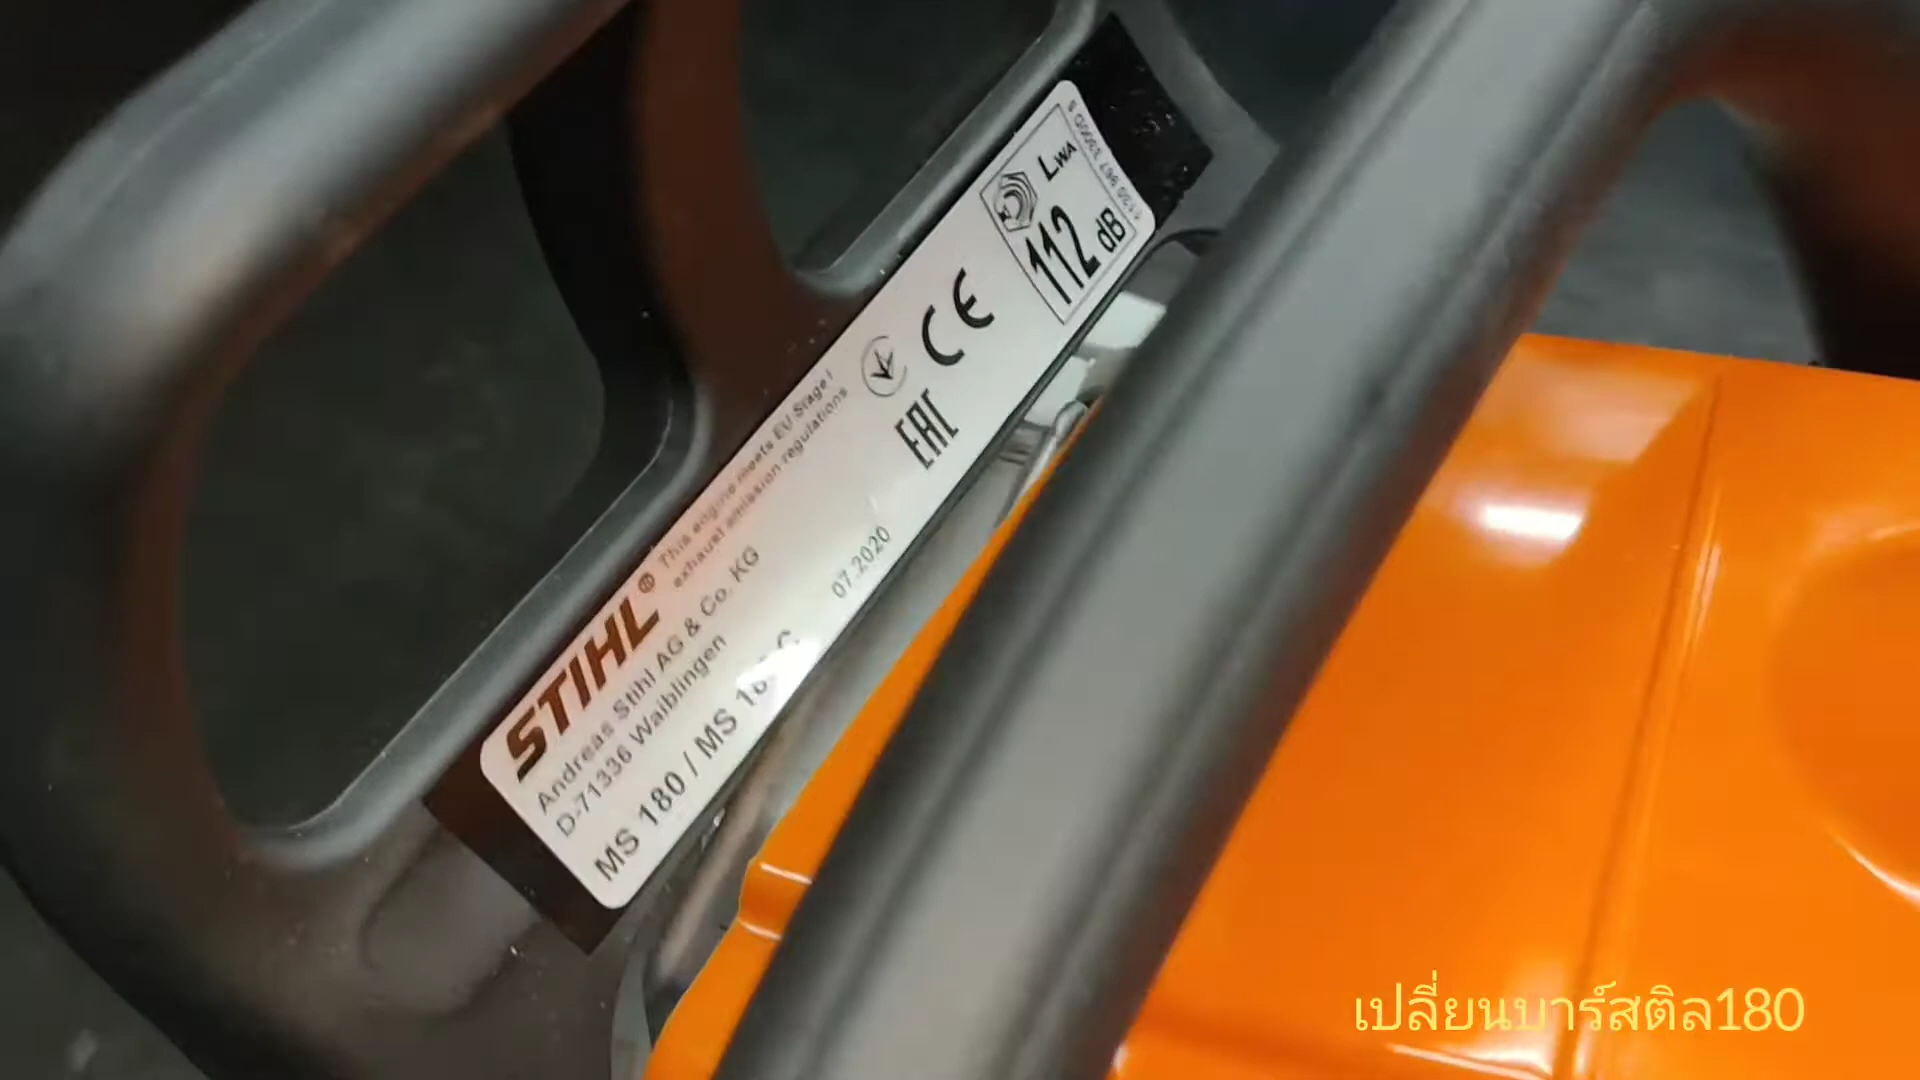 STIHL®
This engine meets EU Stage I
exhaust emission regulations
Andreas Stihl AG & Co. KG
D-71336 Waiblingen
MS 180 / MS
07.2020
EAC
CE
LWA
112 dB
เปลี่ยนบาร์สติล180